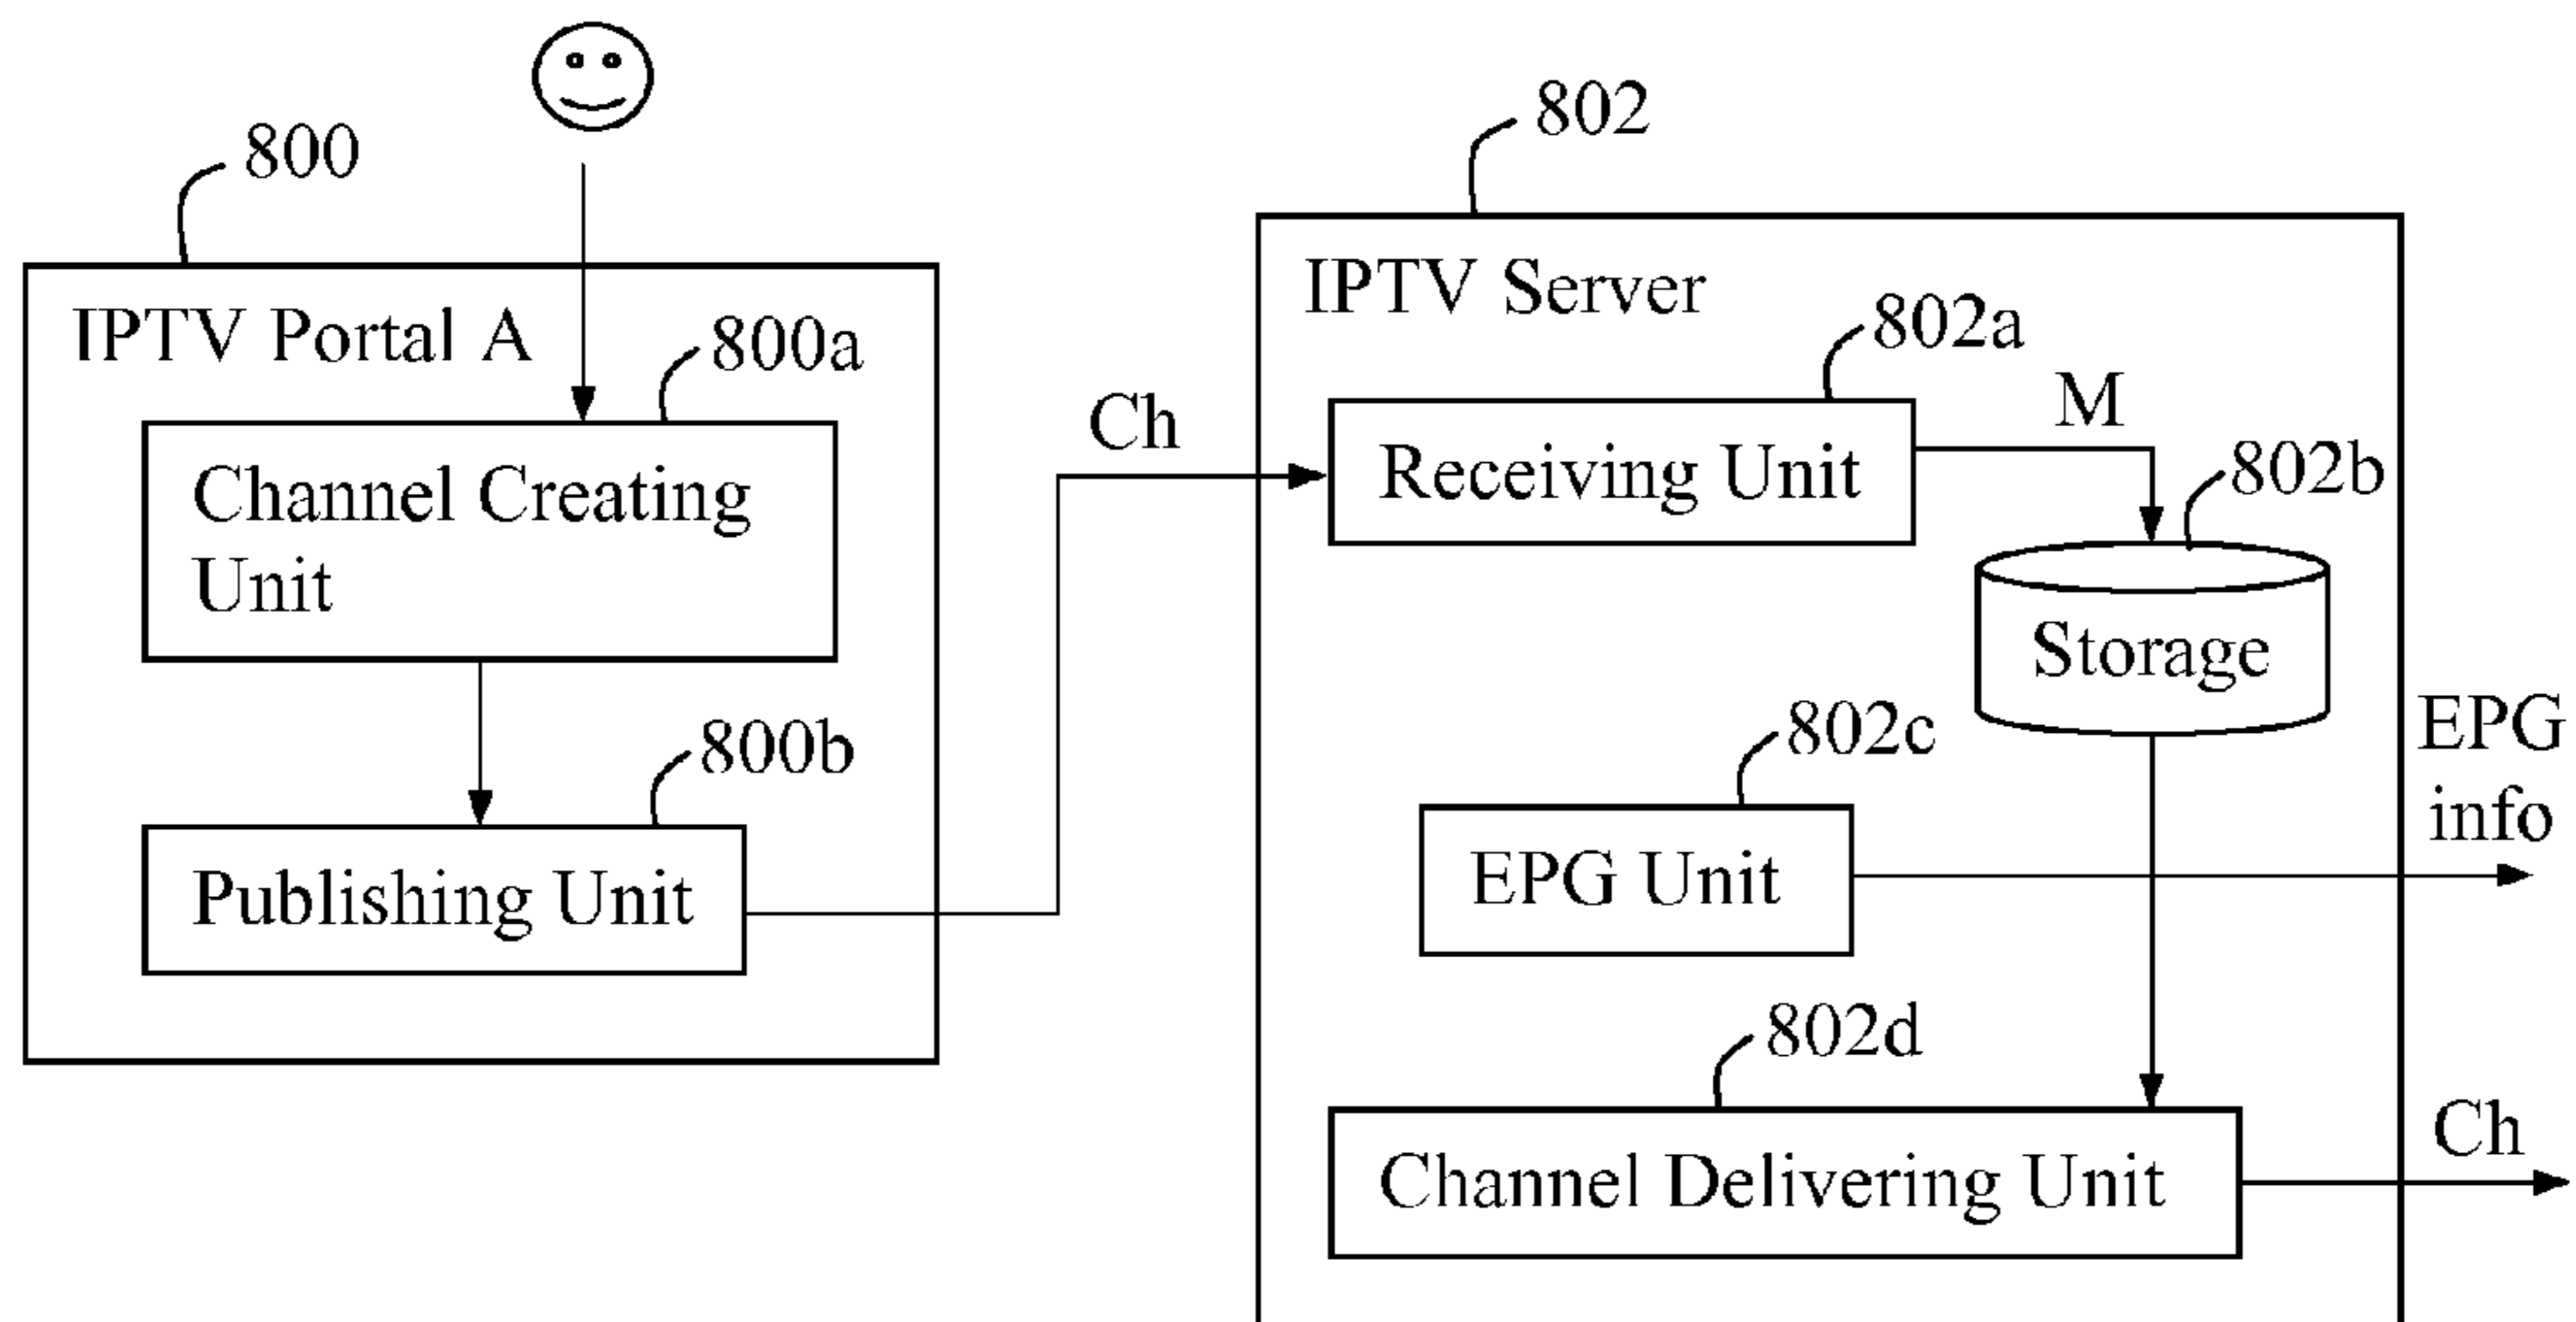 800
IPTV Portal A
800a
Channel Creating
Unit
800b
Publishing Unit
Ch
802
IPTV Server
802a
Receiving Unit
M
802b
Storage
802c
EPG Unit
EPG
info
802d
Channel Delivering Unit
Ch